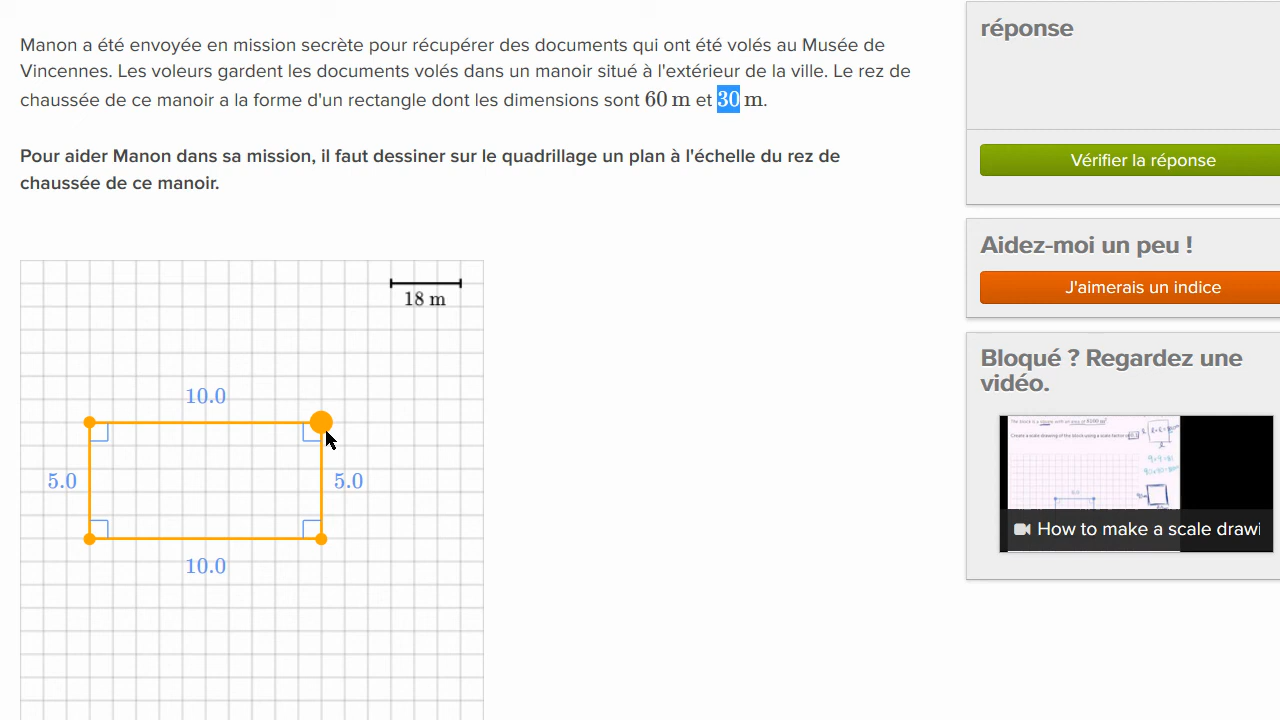 Manon a été envoyée en mission secrète pour récupérer des documents qui ont été volés au Musée de
Vincennes. Les voleurs gardent les documents volés dans un manoir situé à l'extérieur de la ville. Le rez de
chaussée de ce manoir a la forme d'un rectangle dont les dimensions sont 60 m et 30 m.
Pour aider Manon dans sa mission, il faut dessiner sur le quadrillage un plan à l'échelle du rez de
chaussée de ce manoir.
18 m
10.0
5.0
5.0
10.0
réponse
Vérifier la réponse
Aidez-moi un peu !
J'aimerais un indice
Bloqué ? Regardez une
vidéo.
How to make a scale drawi